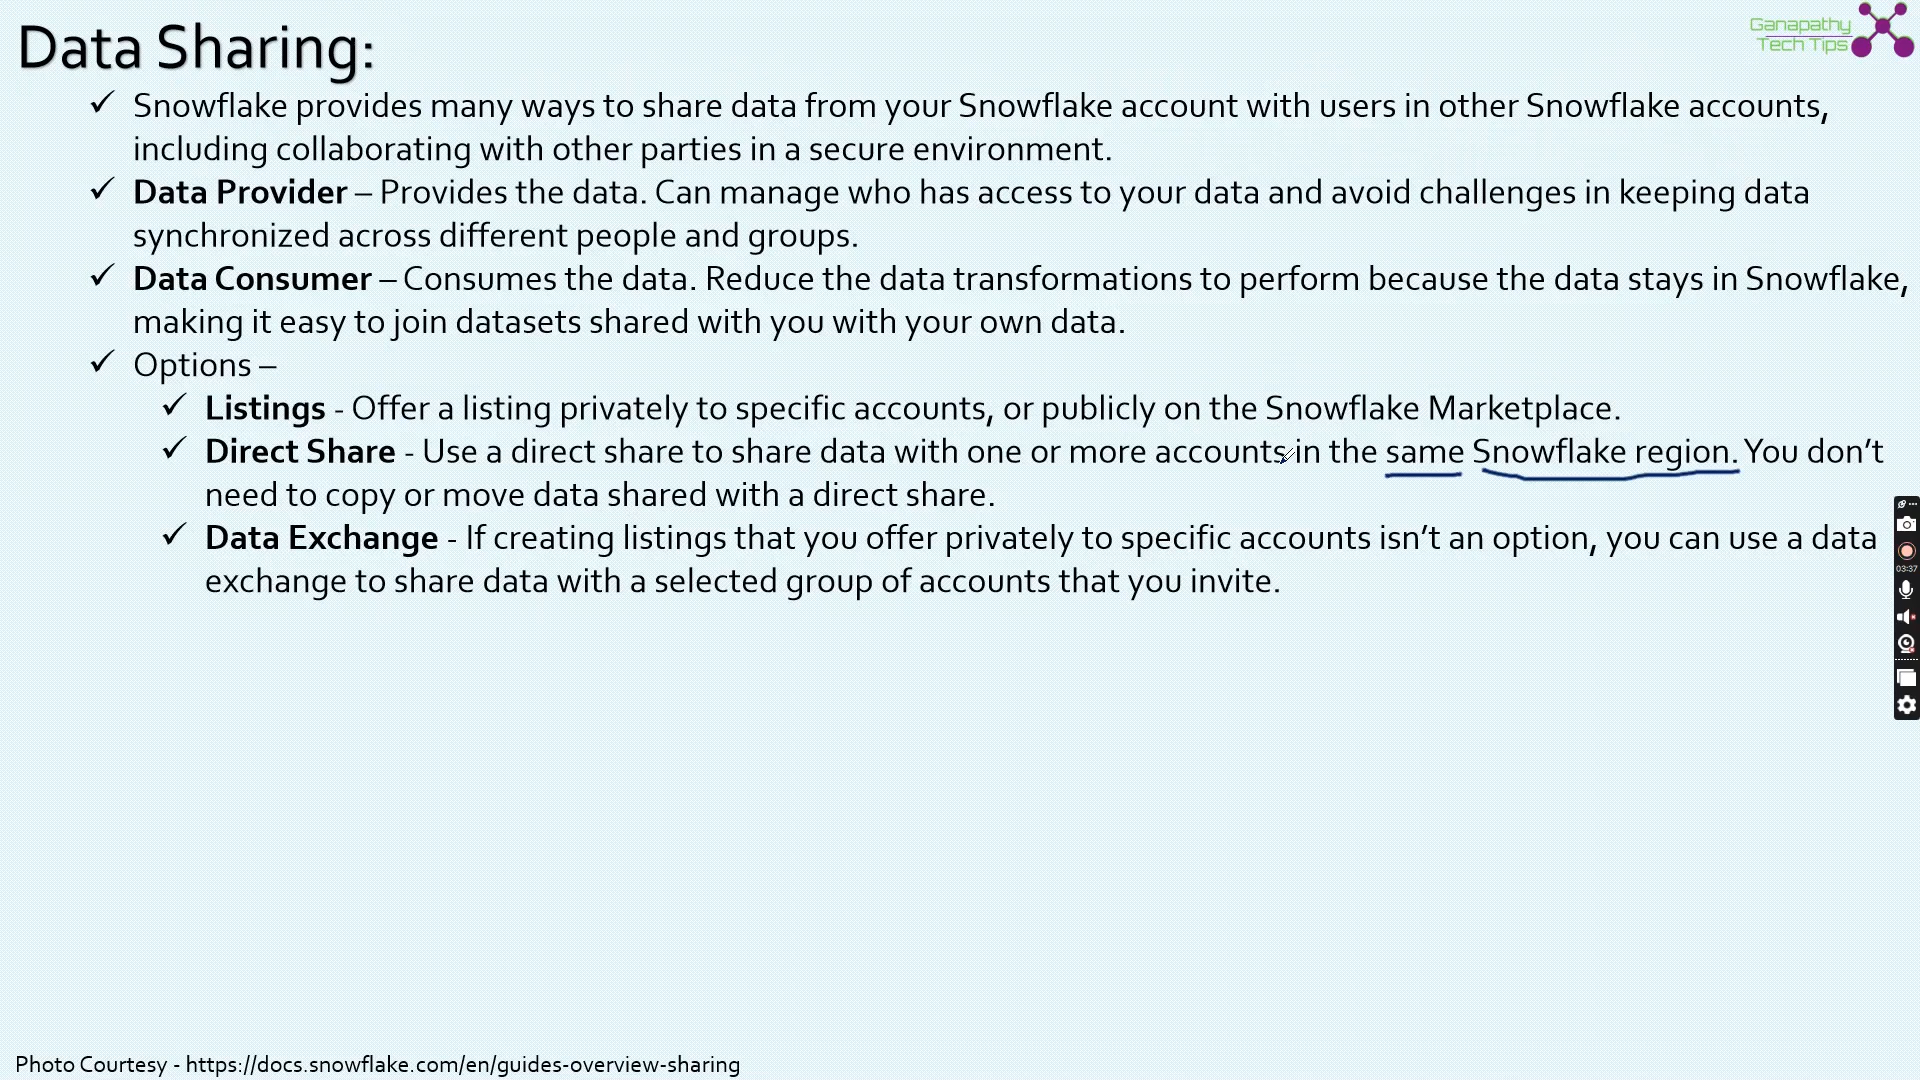 Data Sharing:
Ganapathy
Tech Tips
✓ Snowflake provides many ways to share data from your Snowflake account with users in other Snowflake accounts,
including collaborating with other parties in a secure environment.
✓ Data Provider – Provides the data. Can manage who has access to your data and avoid challenges in keeping data
synchronized across different people and groups.
✓ Data Consumer – Consumes the data. Reduce the data transformations to perform because the data stays in Snowflake,
making it easy to join datasets shared with you with your own data.
✓ Options –
✓ Listings - Offer a listing privately to specific accounts, or publicly on the Snowflake Marketplace.
✓ Direct Share - Use a direct share to share data with one or more accounts in the same Snowflake region. You don’t
need to copy or move data shared with a direct share.
✓ Data Exchange - If creating listings that you offer privately to specific accounts isn’t an option, you can use a data
exchange to share data with a selected group of accounts that you invite.
03:37
Photo Courtesy - https://docs.snowflake.com/en/guides-overview-sharing